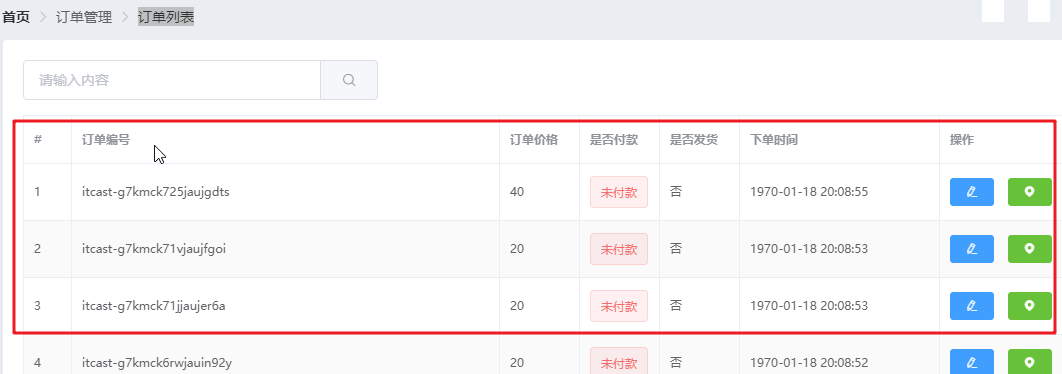 首页 > 订单管理 > 订单列表
请输入内容
# 订单编号 订单价格 是否付款 是否发货 下单时间 操作
1 itcast-g7kmck725jaujgdts 40 未付款 否 1970-01-18 20:08:55
2 itcast-g7kmck71vjaujfgoi 20 未付款 否 1970-01-18 20:08:53
3 itcast-g7kmck71jjaujer6a 20 未付款 否 1970-01-18 20:08:53
4 itcast-g7kmck6rwjauin92y 20 未付款 否 1970-01-18 20:08:52